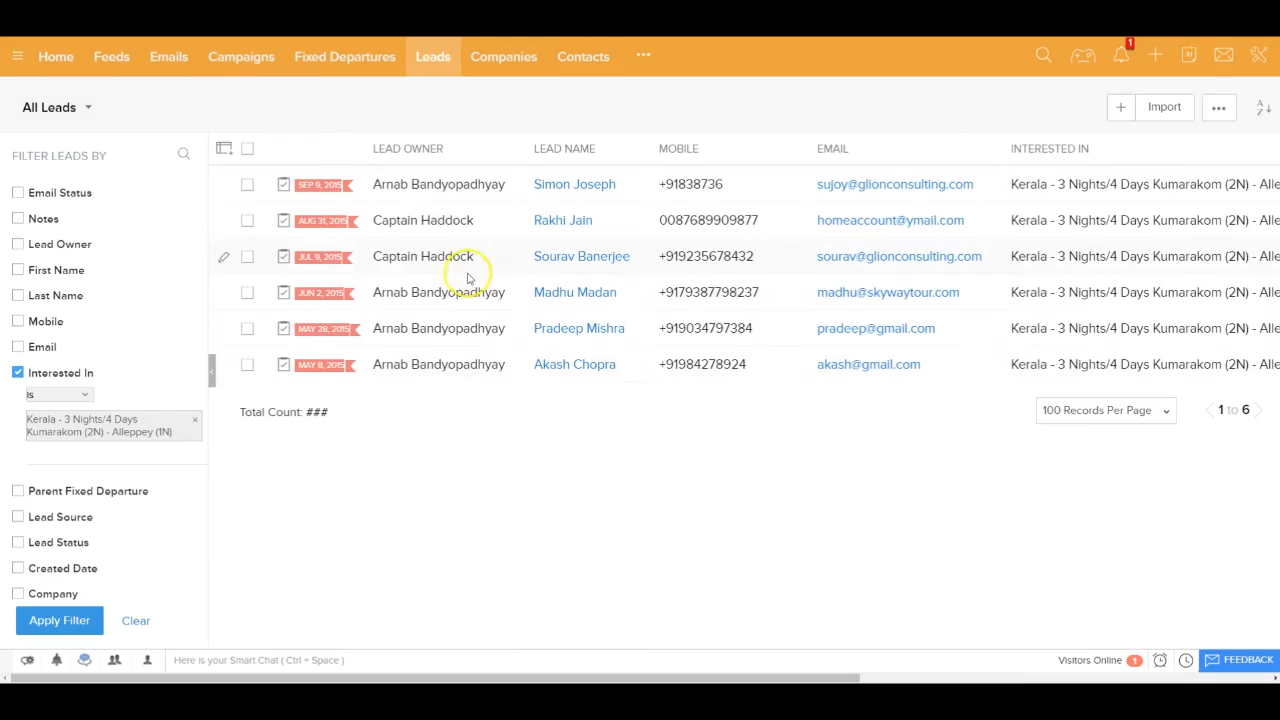 Home Feeds Emails Campaigns Fixed Departures Leads Companies Contacts ••• 1 31
All Leads Import •••
FILTER LEADS BY
Email Status
Notes
Lead Owner
First Name
Last Name
Mobile
Email
Interested In
is
Kerala - 3 Nights/4 Days
Kumarakom (2N) - Alleppey (1N)
Parent Fixed Departure
Lead Source
Lead Status
Created Date
Company
Apply Filter Clear
LEAD OWNER LEAD NAME MOBILE EMAIL INTERESTED IN
SEP 9, 2015 Arnab Bandyopadhyay Simon Joseph +91838736 sujoy@glionconsulting.com Kerala - 3 Nights/4 Days Kumarakom (2N) - Alle
AUG 31, 2015 Captain Haddock Rakhi Jain 0087689909877 homeaccount@ymail.com Kerala - 3 Nights/4 Days Kumarakom (2N) - Alle
JUL 9, 2015 Captain Haddock Sourav Banerjee +919235678432 sourav@glionconsulting.com Kerala - 3 Nights/4 Days Kumarakom (2N) - Alle
JUN 2, 2015 Arnab Bandyopadhyay Madhu Madan +9179387798237 madhu@skywaytour.com Kerala - 3 Nights/4 Days Kumarakom (2N) - Alle
MAY 28, 2015 Arnab Bandyopadhyay Pradeep Mishra +919034797384 pradeep@gmail.com Kerala - 3 Nights/4 Days Kumarakom (2N) - Alle
MAY 8, 2015 Arnab Bandyopadhyay Akash Chopra +91984278924 akash@gmail.com Kerala - 3 Nights/4 Days Kumarakom (2N) - Alle
Total Count: ### 100 Records Per Page 1 to 6
Here is your Smart Chat ( Ctrl + Space ) Visitors Online 1 FEEDBACK